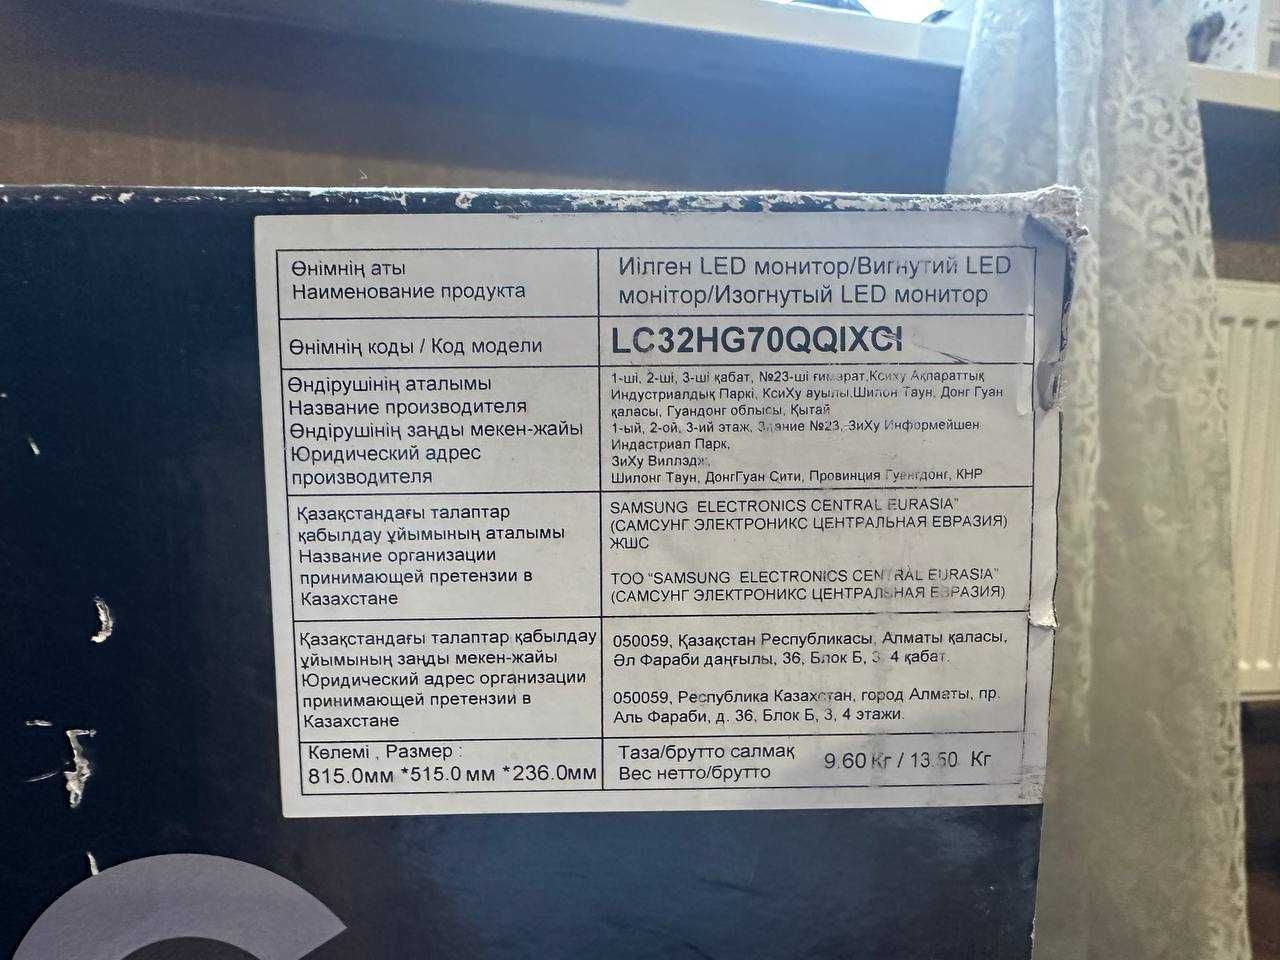 Өнімнің аты
Наименование продукта
Иілген LED монитор/Вигнутий LED
монітор/Изогнутый LED монитор
Өнімнің коды / Код модели
LC32HG70QQIXCI
Өндірушінің аталымы
Название производителя
Өндірушінің заңды мекен-жайы
Юридический адрес
производителя
1-ші, 2-ші, 3-ші қабат, №23-ші ғимарат,Ксиху Ақпараттық
Индустриалдық Паркі, КсиХу ауылы.Шилон Таун, Донг Гуан
қаласы, Гуандонг облысы, Қытай
1-ый, 2-ой, 3-ий этаж, Здание №23, ЗиХу Информейшен
Индастриал Парк,
ЗиХу Виллэдж,
Шилонг Таун, ДонгГуан Сити, Провинция Гуенгдонг, КНР
Қазақстандағы талаптар
қабылдау ұйымының аталымы
Название организации
принимающей претензии в
Казахстане
SAMSUNG ELECTRONICS CENTRAL EURASIA"
(САМСУНГ ЭЛЕКТРОНИКС ЦЕНТРАЛЬНАЯ ЕВРАЗИЯ)
ЖШС
ТОО "SAMSUNG ELECTRONICS CENTRAL EURASIA"
(САМСУНГ ЭЛЕКТРОНИКС ЦЕНТРАЛЬНАЯ ЕВРАЗИЯ)
Қазақстандағы талаптар қабылдау
ұйымының заңды мекен-жайы
Юридический адрес организации
принимающей претензии в
Казахстане
050059, Қазақстан Республикасы, Алматы қаласы,
Әл Фараби даңғылы, 36, Блок Б, 3, 4 қабат.
050059, Республика Казахстан, город Алматы, пр.
Аль Фараби, д. 36, Блок Б, 3, 4 этажи.
Көлемі , Размер :
815.0мм *515.0 мм *236.0мм
Таза/брутто салмақ
Вес нетто/брутто
9.60 Кг / 13.50 Кг